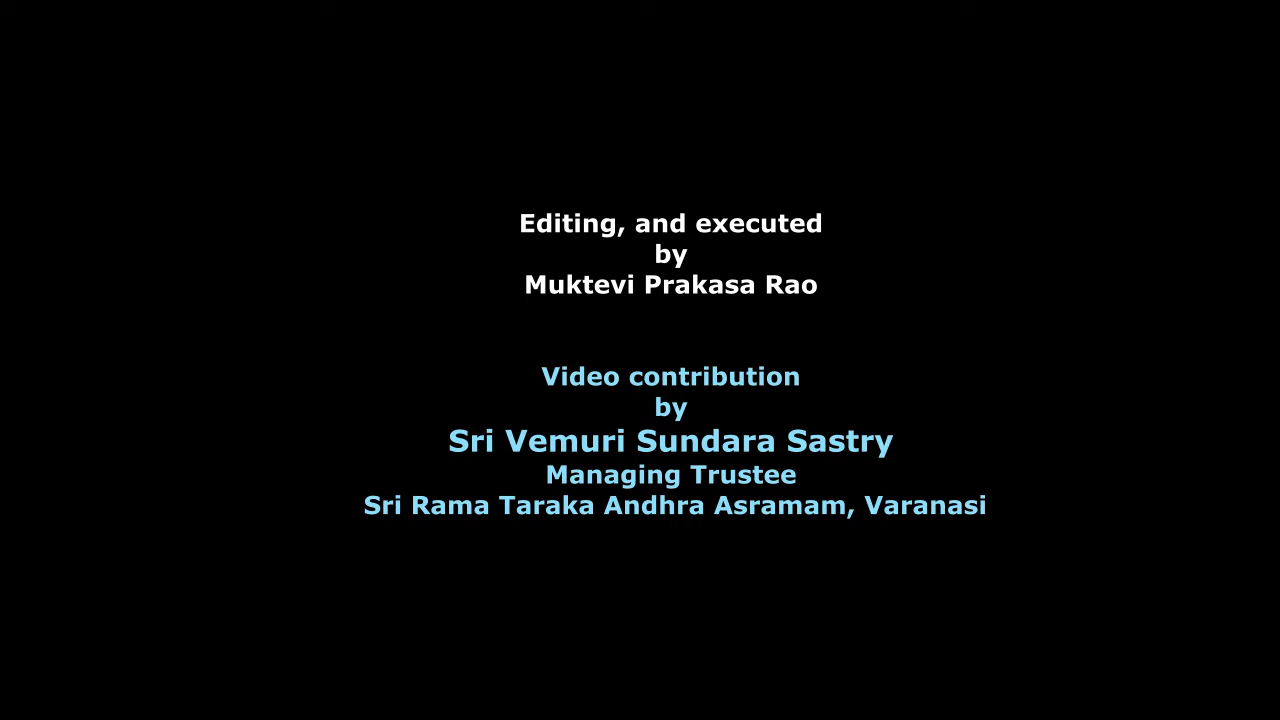 Editing, and executed
by
Muktevi Prakasa Rao
Video contribution
by
Sri Vemuri Sundara Sastry
Managing Trustee
Sri Rama Taraka Andhra Asramam, Varanasi